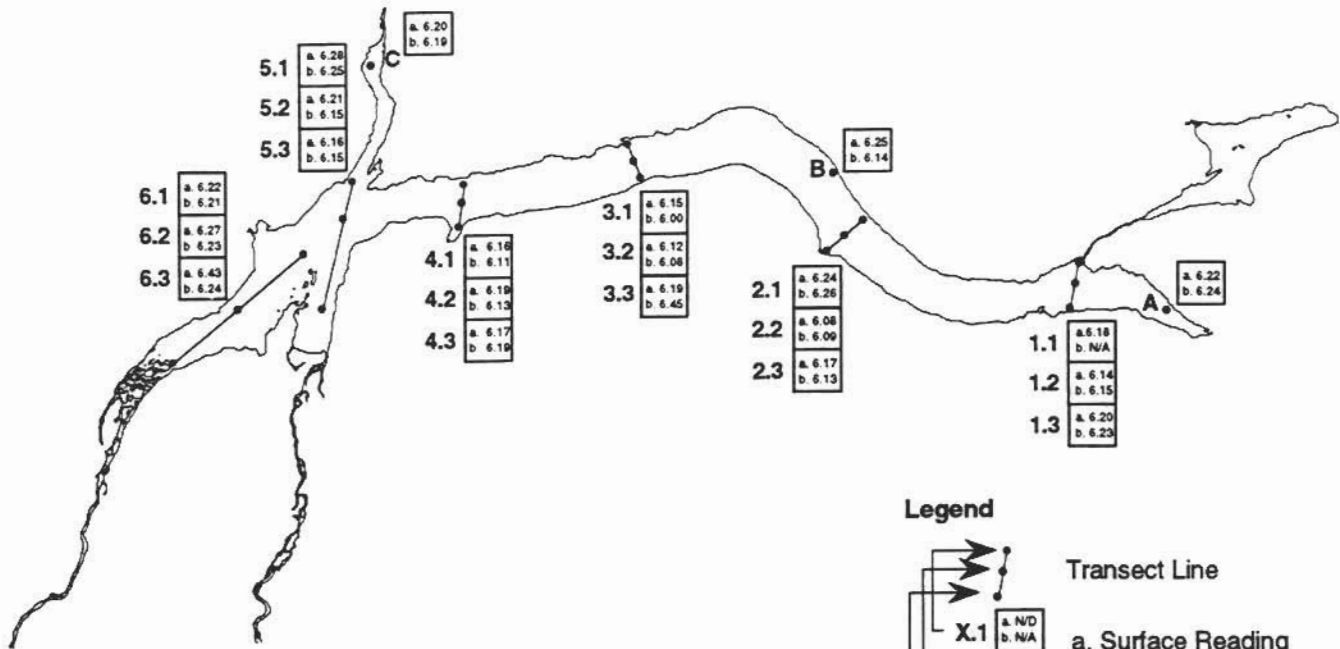 a. 6.20
b. 6.19
C
5.1
a. 6.28
b. 6.25
5.2
a. 6.21
b. 6.15
5.3
a. 6.16
b. 6.15
6.1
a. 6.22
b. 6.21
6.2
a. 6.27
b. 6.23
6.3
a. 6.43
b. 6.24
4.1
a. 6.16
b. 6.11
4.2
a. 6.19
b. 6.13
4.3
a. 6.17
b. 6.19
3.1
a. 6.15
b. 6.00
3.2
a. 6.12
b. 6.06
3.3
a. 6.19
b. 6.45
B
a. 6.25
b. 6.14
2.1
a. 6.24
b. 6.26
2.2
a. 6.08
b. 6.09
2.3
a. 6.17
b. 6.13
A
a. 6.22
b. 6.24
1.1
a. 6.18
b. N/A
1.2
a. 6.14
b. 6.15
1.3
a. 6.20
b. 6.23
Legend
Transect Line
X.1
a. N/D
b. N/A
a. Surface Reading